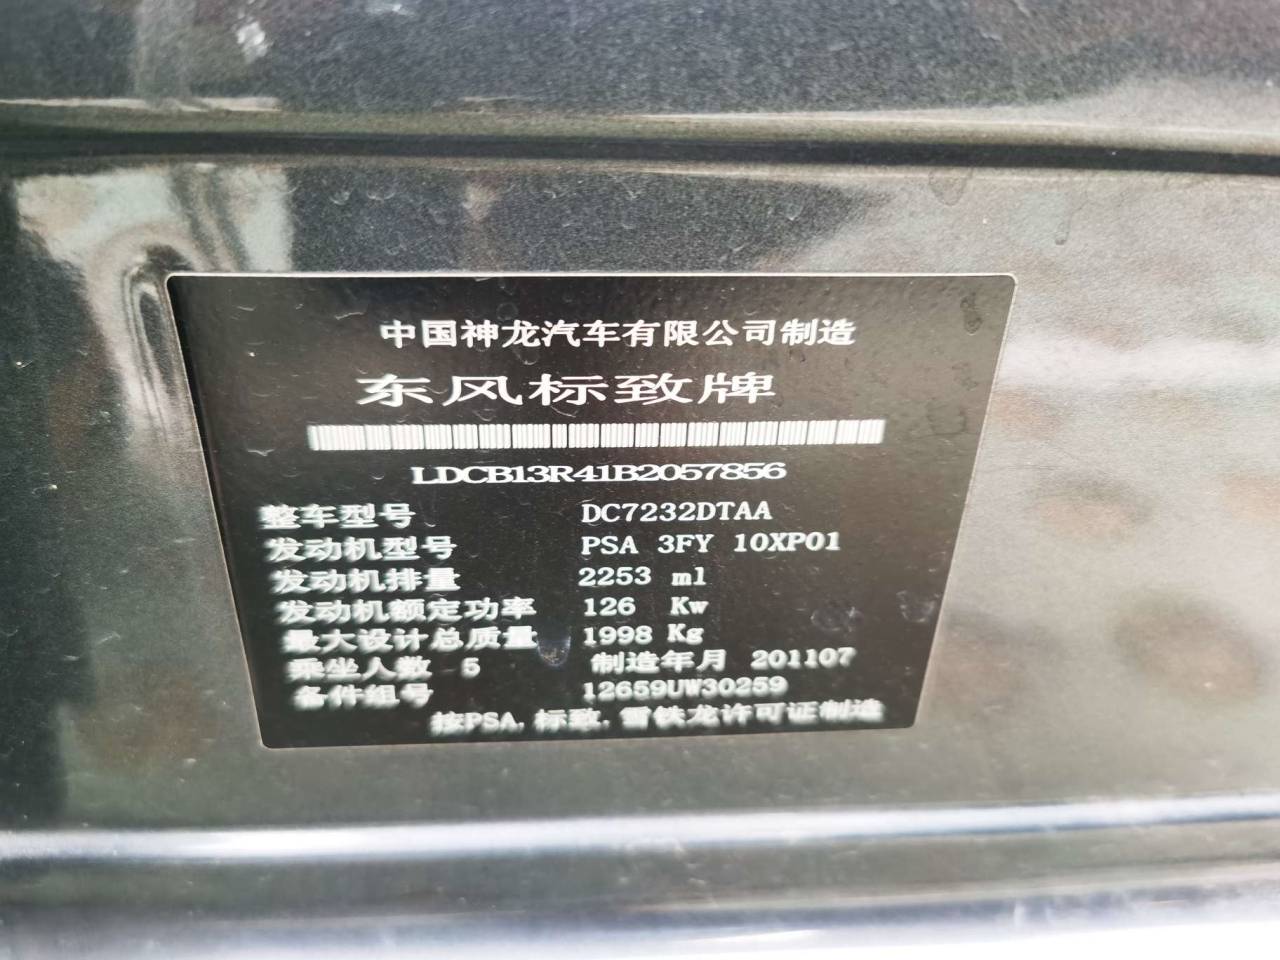 中国神龙汽车有限公司制造
东风标致牌
LDCB13R41B2057856
整车型号 DC7232DTAA
发动机型号 PSA 3FY 10XP01
发动机排量 2253 ml
发动机额定功率 126 Kw
最大设计总质量 1998 Kg
乘坐人数 5 制造年月 201107
备件组号 12659UW30259
按PSA.标致.雪铁龙许可证制造